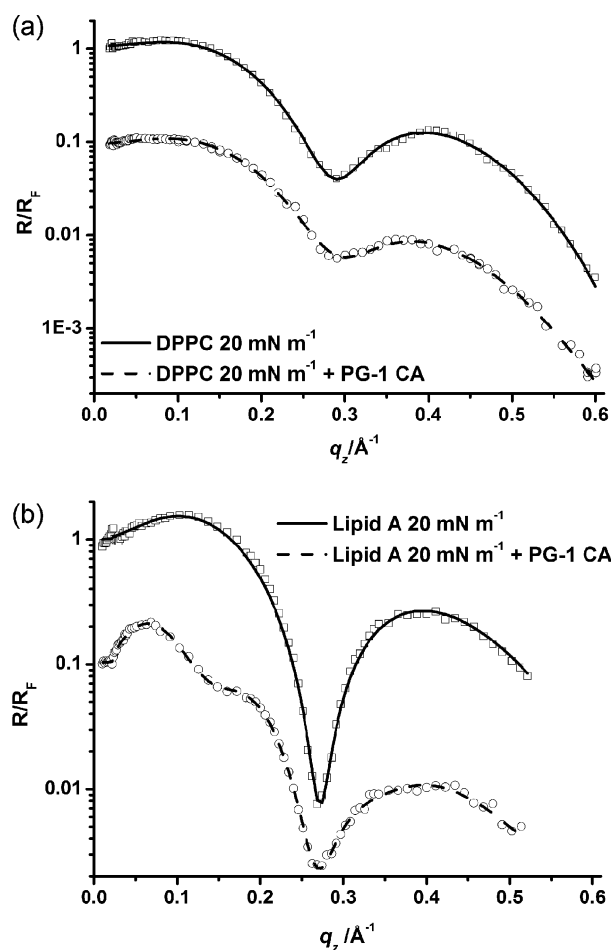 (a)
1
0.1
0.01
1E-3
R/R_F
DPPC 20 mN m⁻¹
DPPC 20 mN m⁻¹ + PG-1 CA
0.0 0.1 0.2 0.3 0.4 0.5 0.6
q_z/Å⁻¹
(b)
Lipid A 20 mN m⁻¹
Lipid A 20 mN m⁻¹ + PG-1 CA
1
0.1
0.01
R/R_F
0.0 0.1 0.2 0.3 0.4 0.5 0.6
q_z/Å⁻¹